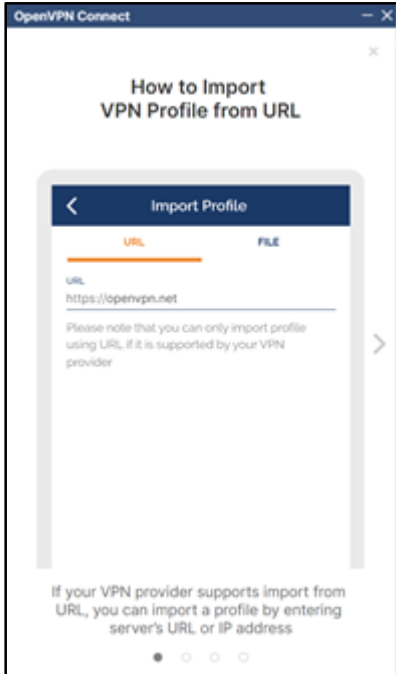 OpenVPN Connect
How to Import
VPN Profile from URL
Import Profile
URL
FILE
URL
https://openvpn.net
Please note that you can only import profile
using URL, if it is supported by your VPN
provider
If your VPN provider supports import from
URL, you can import a profile by entering
server's URL or IP address